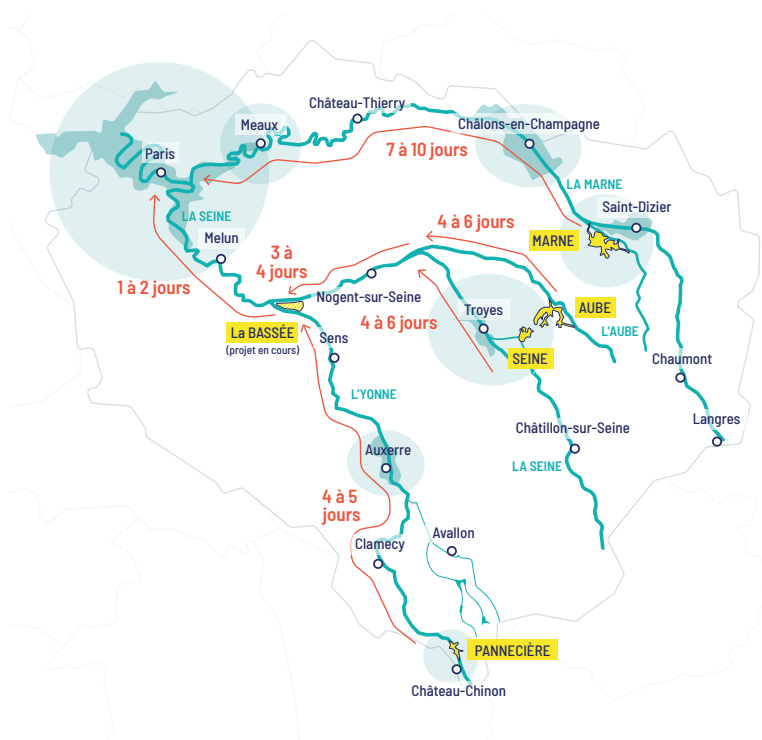 Château-Thierry
Meaux
Châlons-en-Champagne
7 à 10 jours
Paris
LA MARNE
Saint-Dizier
LA SEINE
4 à 6 jours
MARNE
Melun
3 à
4 jours
1 à 2 jours
Nogent-sur-Seine
Troyes
AUBE
4 à 6 jours
La BASSÉE
(projet en cours)
Sens
L'AUBE
SEINE
Chaumont
L'YONNE
Langres
Châtillon-sur-Seine
Auxerre
LA SEINE
4 à 5
jours
Avallon
Clamecy
PANNECIÈRE
Château-Chinon